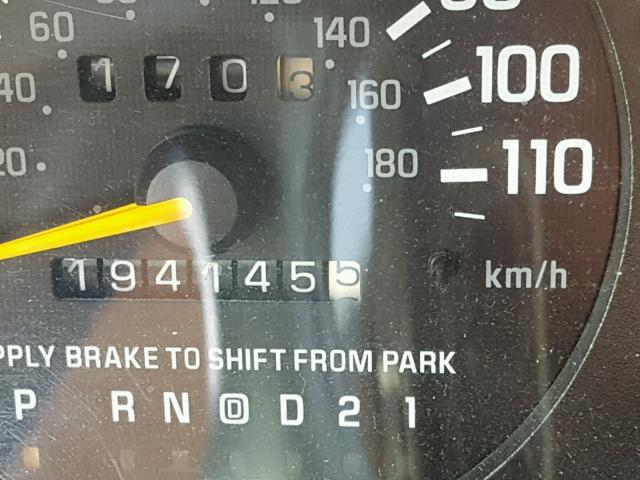 60 140
1703 100
40 160
20 180 110
1941455
km/h
PPLY BRAKE TO SHIFT FROM PARK
P R N D D 2 1